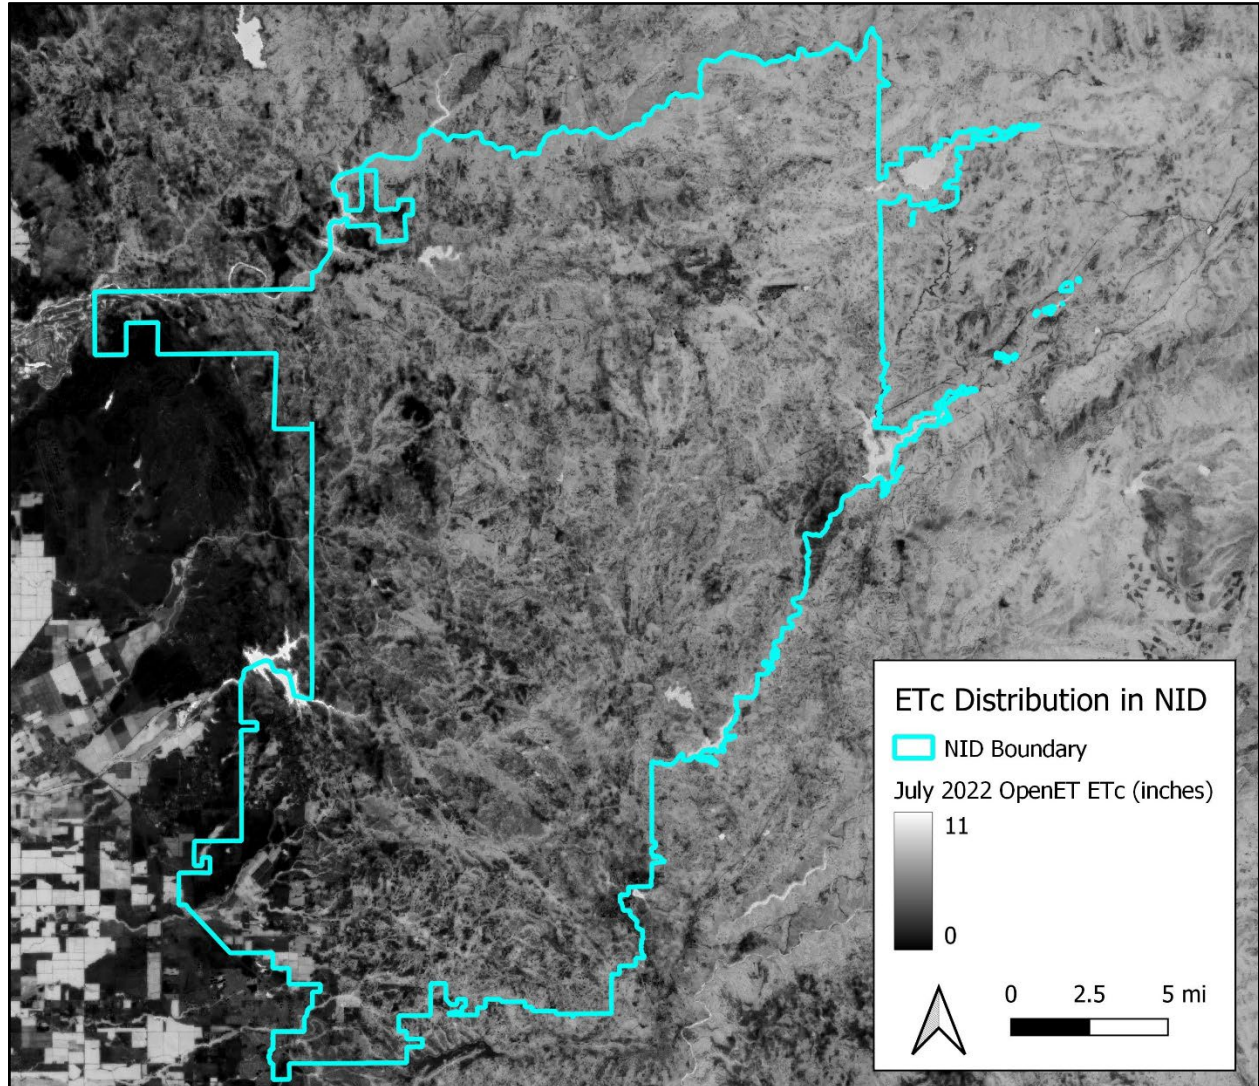 ETc Distribution in NID
NID Boundary
July 2022 OpenET ETc (inches)
11
0
0 2.5 5 mi